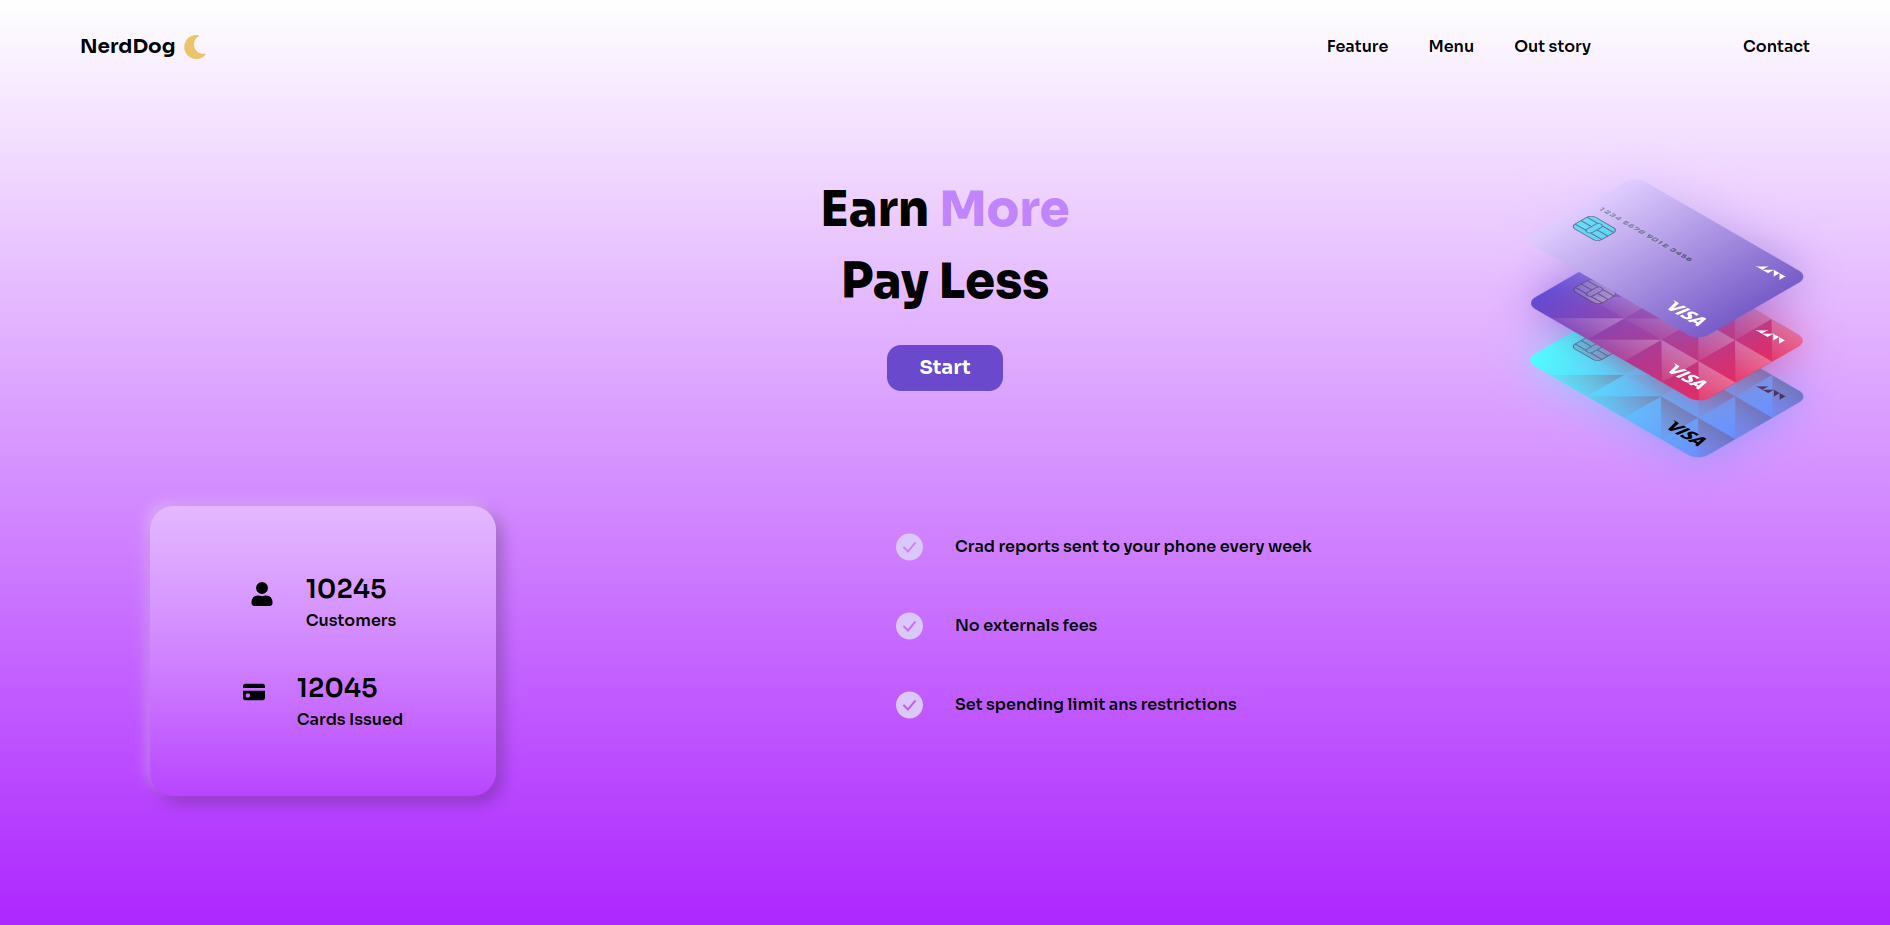 NerdDog
Feature Menu Out story Contact
Earn More
Pay Less
Start
1234 5678 9012 3456
VISA
VISA
VISA
10245
Customers
12045
Cards Issued
Crad reports sent to your phone every week
No externals fees
Set spending limit ans restrictions